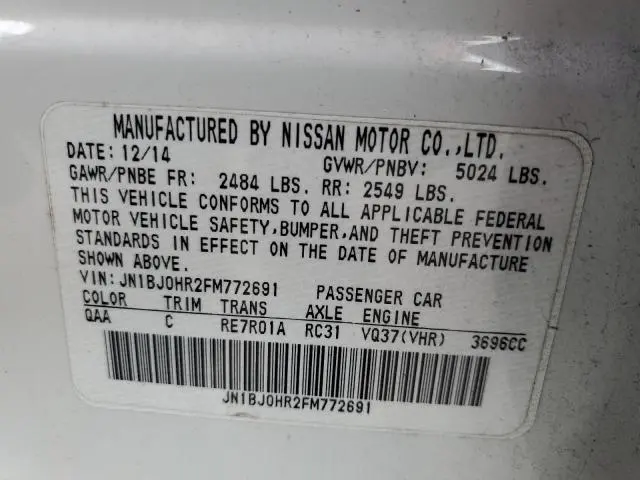 MANUFACTURED BY NISSAN MOTOR CO.,LTD.
DATE: 12/14 GVWR/PNBV: 5024 LBS.
GAWR/PNBE FR: 2484 LBS. RR: 2549 LBS.
THIS VEHICLE CONFORMS TO ALL APPLICABLE FEDERAL
MOTOR VEHICLE SAFETY,BUMPER,AND THEFT PREVENTION
STANDARDS IN EFFECT ON THE DATE OF MANUFACTURE
SHOWN ABOVE.
VIN: JN1BJ0HR2FM772691 PASSENGER CAR
COLOR TRIM TRANS AXLE ENGINE
QAA C RE7R01A RC31 VQ37(VHR) 3696CC
JN1BJ0HR2FM772691